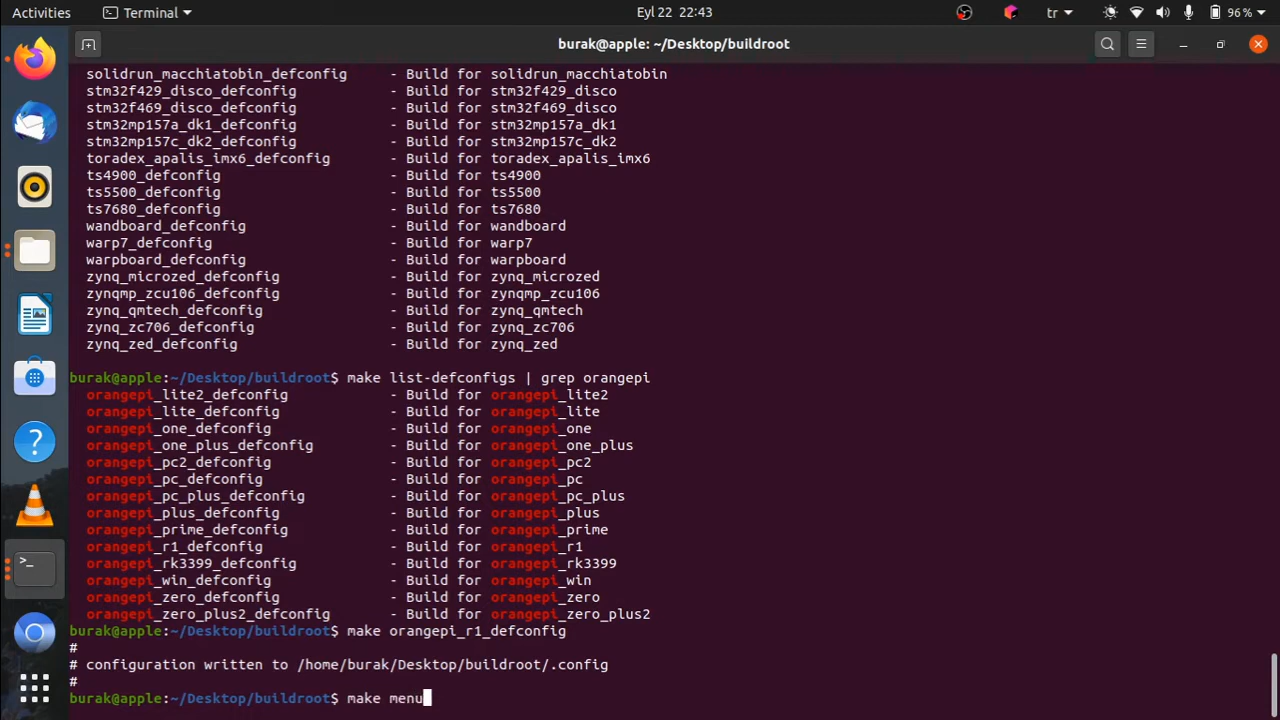 Activities
Terminal
Eyl 22 22:43
tr
96%
burak@apple: ~/Desktop/buildroot
solidrun_macchiatobin_defconfig - Build for solidrun_macchiatobin
stm32f429_disco_defconfig - Build for stm32f429_disco
stm32f469_disco_defconfig - Build for stm32f469_disco
stm32mp157a_dk1_defconfig - Build for stm32mp157a_dk1
stm32mp157c_dk2_defconfig - Build for stm32mp157c_dk2
toradex_apalis_imx6_defconfig - Build for toradex_apalis_imx6
ts4900_defconfig - Build for ts4900
ts5500_defconfig - Build for ts5500
ts7680_defconfig - Build for ts7680
wandboard_defconfig - Build for wandboard
warp7_defconfig - Build for warp7
warpboard_defconfig - Build for warpboard
zynq_microzed_defconfig - Build for zynq_microzed
zynqmp_zcu106_defconfig - Build for zynqmp_zcu106
zynq_qmtech_defconfig - Build for zynq_qmtech
zynq_zc706_defconfig - Build for zynq_zc706
zynq_zed_defconfig - Build for zynq_zed
burak@apple:~/Desktop/buildroot$ make list-defconfigs | grep orangepi
orangepi_lite2_defconfig - Build for orangepi_lite2
orangepi_lite_defconfig - Build for orangepi_lite
orangepi_one_defconfig - Build for orangepi_one
orangepi_one_plus_defconfig - Build for orangepi_one_plus
orangepi_pc2_defconfig - Build for orangepi_pc2
orangepi_pc_defconfig - Build for orangepi_pc
orangepi_pc_plus_defconfig - Build for orangepi_pc_plus
orangepi_plus_defconfig - Build for orangepi_plus
orangepi_prime_defconfig - Build for orangepi_prime
orangepi_r1_defconfig - Build for orangepi_r1
orangepi_rk3399_defconfig - Build for orangepi_rk3399
orangepi_win_defconfig - Build for orangepi_win
orangepi_zero_defconfig - Build for orangepi_zero
orangepi_zero_plus2_defconfig - Build for orangepi_zero_plus2
burak@apple:~/Desktop/buildroot$ make orangepi_r1_defconfig
#
# configuration written to /home/burak/Desktop/buildroot/.config
#
burak@apple:~/Desktop/buildroot$ make menu